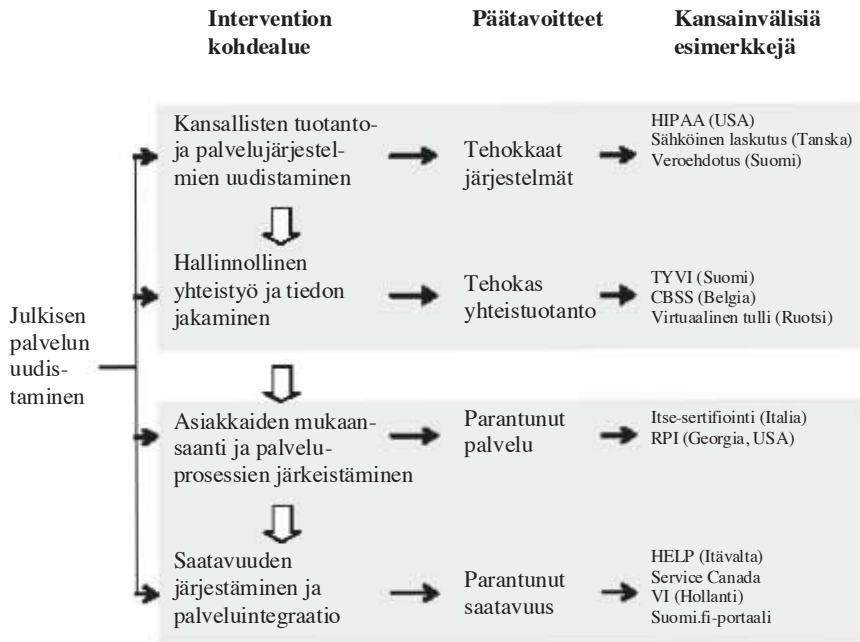 Intervention
kohdealue
Päätavoitteet
Kansainvälisiä
esimerkkejä
Julkisen
palvelun
uudis-
taminen
Kansallisten tuotanto-
ja palvelujärjestel-
mien uudistaminen
Tehokkaat
järjestelmät
HIPAA (USA)
Sähköinen laskutus (Tanska)
Veroehdotus (Suomi)
Hallinnollinen
yhteistyö ja tiedon
jakaminen
Tehokas
yhteistuotanto
TYVI (Suomi)
CBSS (Belgia)
Virtuaalinen tulli (Ruotsi)
Asiakkaiden mukaan-
saanti ja palvelu-
prosessien järkeistäminen
Parantunut
palvelu
Itse-sertifiointi (Italia)
RPI (Georgia, USA)
Saatavuuden
järjestäminen ja
palveluintegraatio
Parantunut
saatavuus
HELP (Itävalta)
Service Canada
VI (Hollanti)
Suomi.fi-portaali